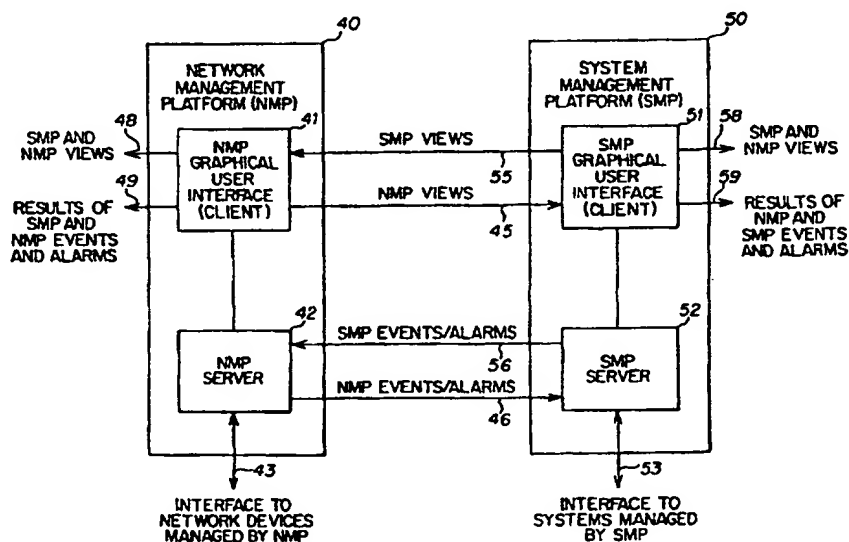 40
NETWORK
MANAGEMENT
PLATFORM (NMP)
48
41
SMP AND
NMP VIEWS
NMP
GRAPHICAL
USER
INTERFACE
(CLIENT)
49
RESULTS OF
SMP AND
NMP EVENTS
AND ALARMS
SMP VIEWS
55
NMP VIEWS
45
50
SYSTEM
MANAGEMENT
PLATFORM (SMP)
51
58
SMP
GRAPHICAL
USER
INTERFACE
(CLIENT)
SMP AND
NMP VIEWS
59
RESULTS OF
NMP AND
SMP EVENTS
AND ALARMS
42
NMP
SERVER
SMP EVENTS/ALARMS
56
NMP EVENTS/ALARMS
46
52
SMP
SERVER
43
INTERFACE TO
NETWORK DEVICES
MANAGED BY NMP
53
INTERFACE TO
SYSTEMS MANAGED
BY SMP